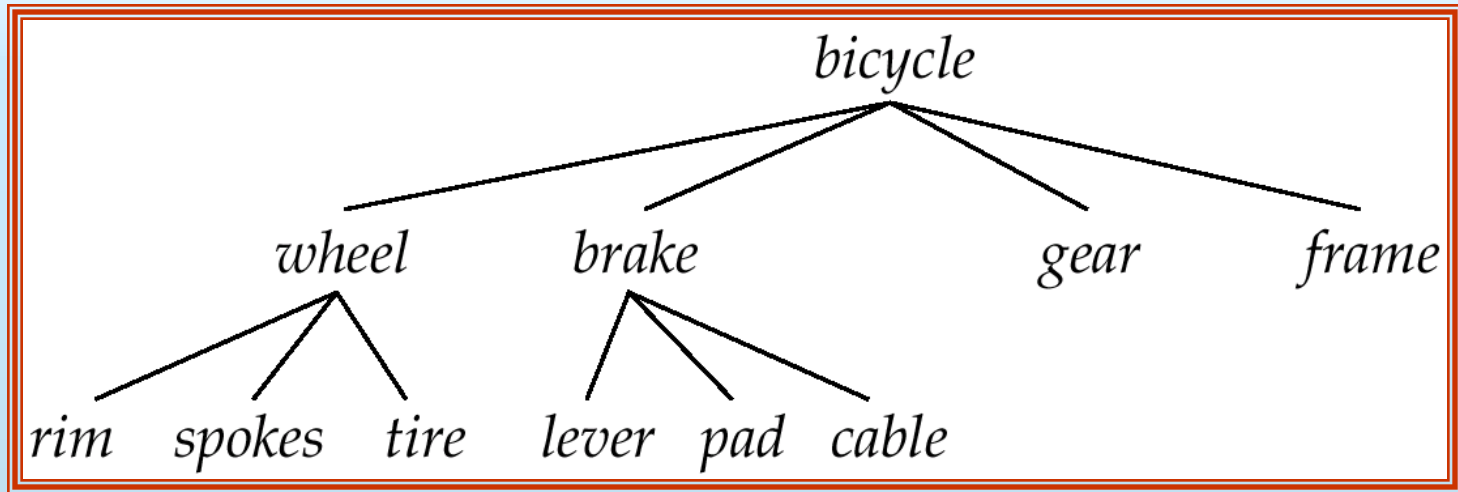 bicycle
wheel brake gear frame
rim spokes tire lever pad cable